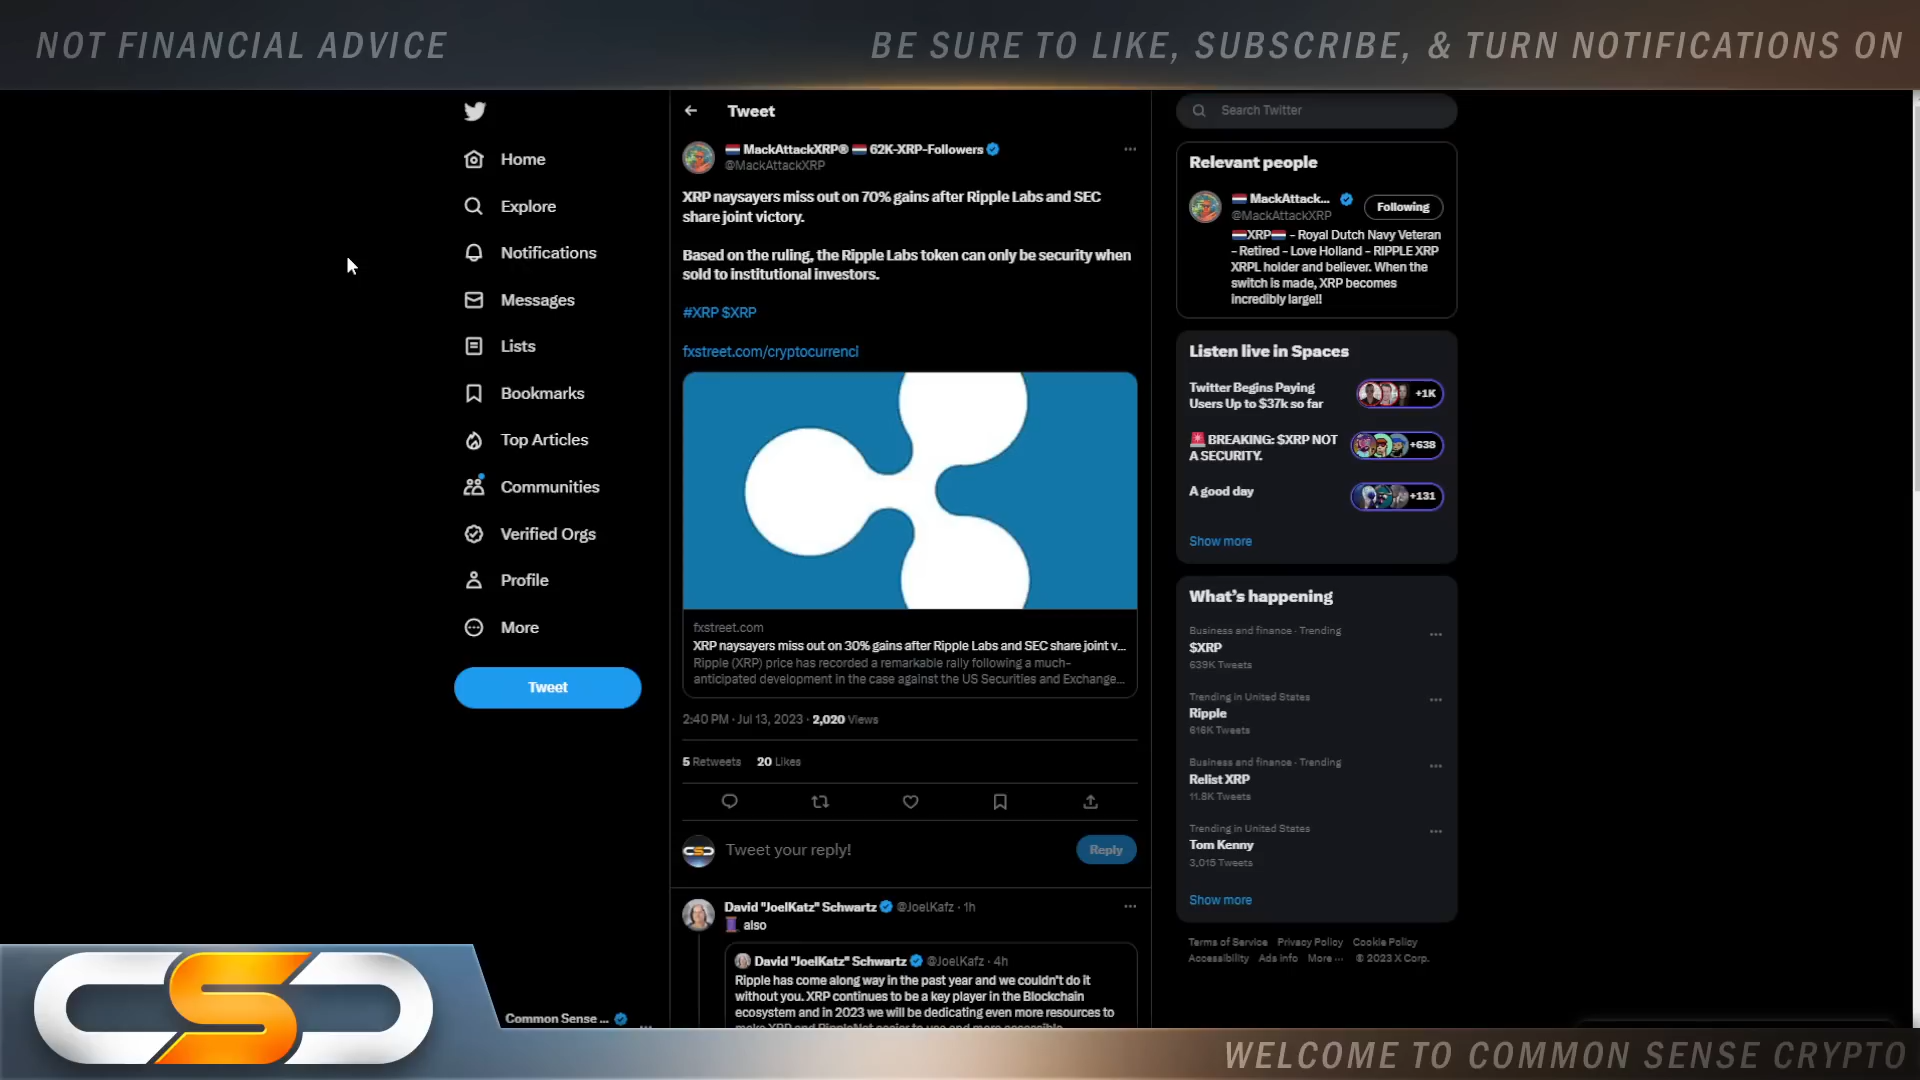 NOT FINANCIAL ADVICE
BE SURE TO LIKE, SUBSCRIBE, & TURN NOTIFICATIONS ON
Home
Explore
Notifications
Messages
Lists
Bookmarks
Top Articles
Communities
Verified Orgs
Profile
More
Tweet
Common Sense ...
Tweet
MackAttackXRP® 62K-XRP-Followers
@MackAttackXRP
XRP naysayers miss out on 70% gains after Ripple Labs and SEC
share joint victory.
Based on the ruling, the Ripple Labs token can only be security when
sold to institutional investors.
#XRP $XRP
fxstreet.com/cryptocurrenci
fxstreet.com
XRP naysayers miss out on 30% gains after Ripple Labs and SEC share joint v...
Ripple (XRP) price has recorded a remarkable rally following a much-
anticipated development in the case against the US Securities and Exchange...
2:40 PM · Jul 13, 2023 · 2,020 Views
5 Retweets 20 Likes
Tweet your reply!
Reply
David "JoelKatz" Schwartz @JoelKafz · 1h
also
David "JoelKatz" Schwartz @JoelKafz · 4h
Ripple has come along way in the past year and we couldn't do it
without you. XRP continues to be a key player in the Blockchain
ecosystem and in 2023 we will be dedicating even more resources to
make XRP and RippleNet easier to use and more accessible
Search Twitter
Relevant people
MackAttack...
@MackAttackXRP
Following
XRP - Royal Dutch Navy Veteran
- Retired - Love Holland - RIPPLE XRP
XRPL holder and believer. When the
switch is made, XRP becomes
incredibly large!!
Listen live in Spaces
Twitter Begins Paying
Users Up to $37k so far
+1K
BREAKING: $XRP NOT
A SECURITY.
+638
A good day
+131
Show more
What's happening
Business and finance · Trending
$XRP
639K Tweets
Trending in United States
Ripple
616K Tweets
Business and finance · Trending
Relist XRP
11.8K Tweets
Trending in United States
Tom Kenny
3,015 Tweets
Show more
Terms of Service Privacy Policy Cookie Policy
Accessibility Ads info More ··· © 2023 X Corp.
CSC
WELCOME TO COMMON SENSE CRYPTO